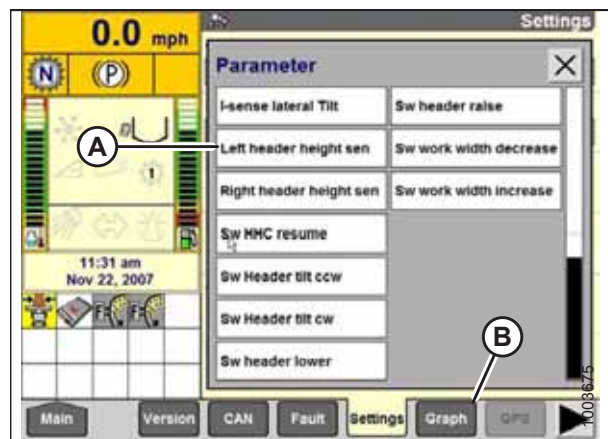 0.0 mph
Settings
N
(P)
Parameter
I-sense lateral Tilt
Sw header raise
A
Left header height sen
Sw work width decrease
1
Right header height sen
Sw work width increase
Sw HHC resume
11:31 am
Nov 22, 2007
Sw Header tilt ccw
Sw Header tilt cw
B
Sw header lower
Main
Version
CAN
Fault
Settings
Graph
GPS
1003675